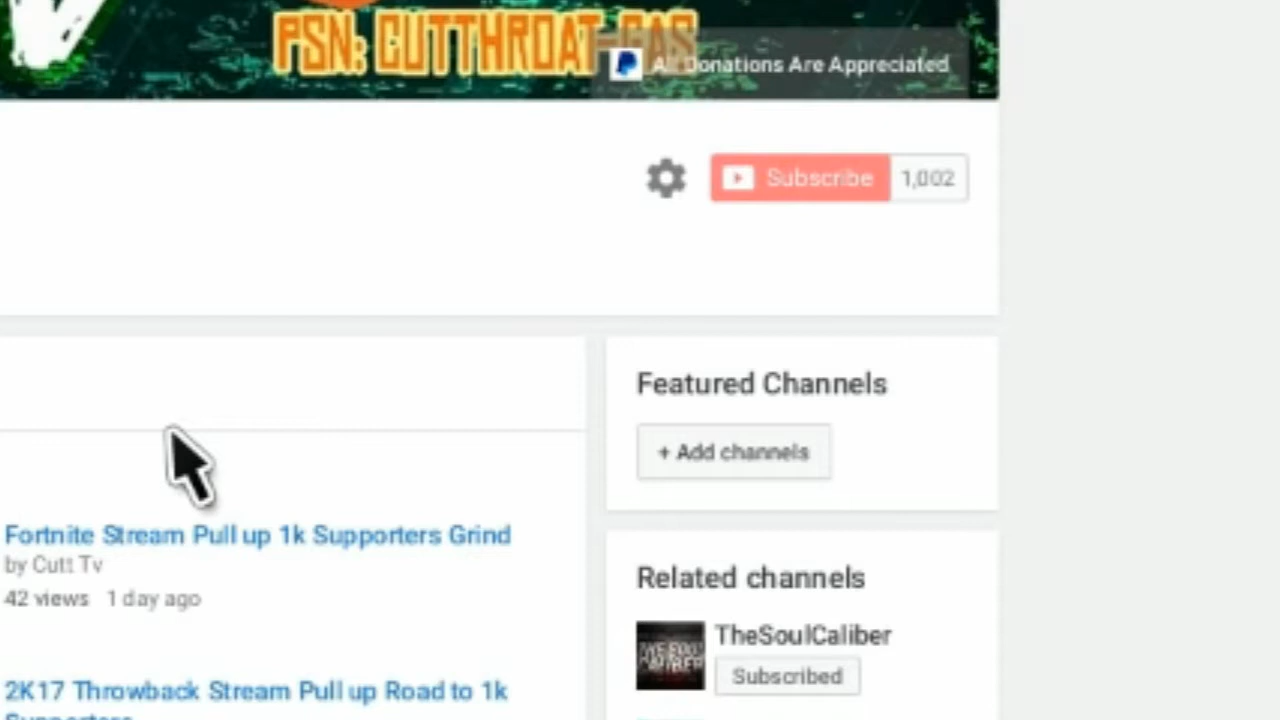 PSN: CUTTHROAT-GAS
All Donations Are Appreciated
Subscribe 1,002
Featured Channels
+ Add channels
Fortnite Stream Pull up 1k Supporters Grind
by Cutt Tv
42 views 1 day ago
Related channels
TheSoulCaliber
Subscribed
2K17 Throwback Stream Pull up Road to 1k
Supporters